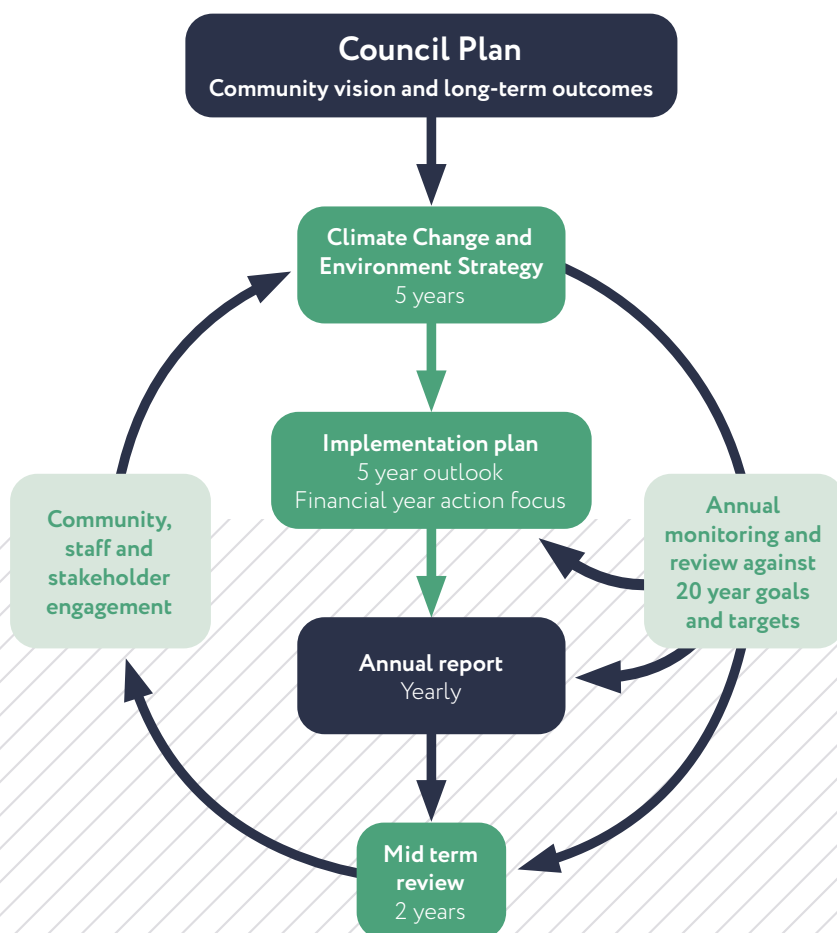 Council Plan
Community vision and long-term outcomes
Climate Change and
Environment Strategy
5 years
Implementation plan
5 year outlook
Financial year action focus
Community,
staff and
stakeholder
engagement
Annual
monitoring and
review against
20 year goals
and targets
Annual report
Yearly
Mid term
review
2 years